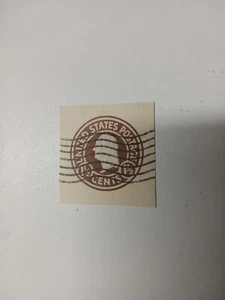 UNITED STATES POSTAGE
1½ 1½
CENTS